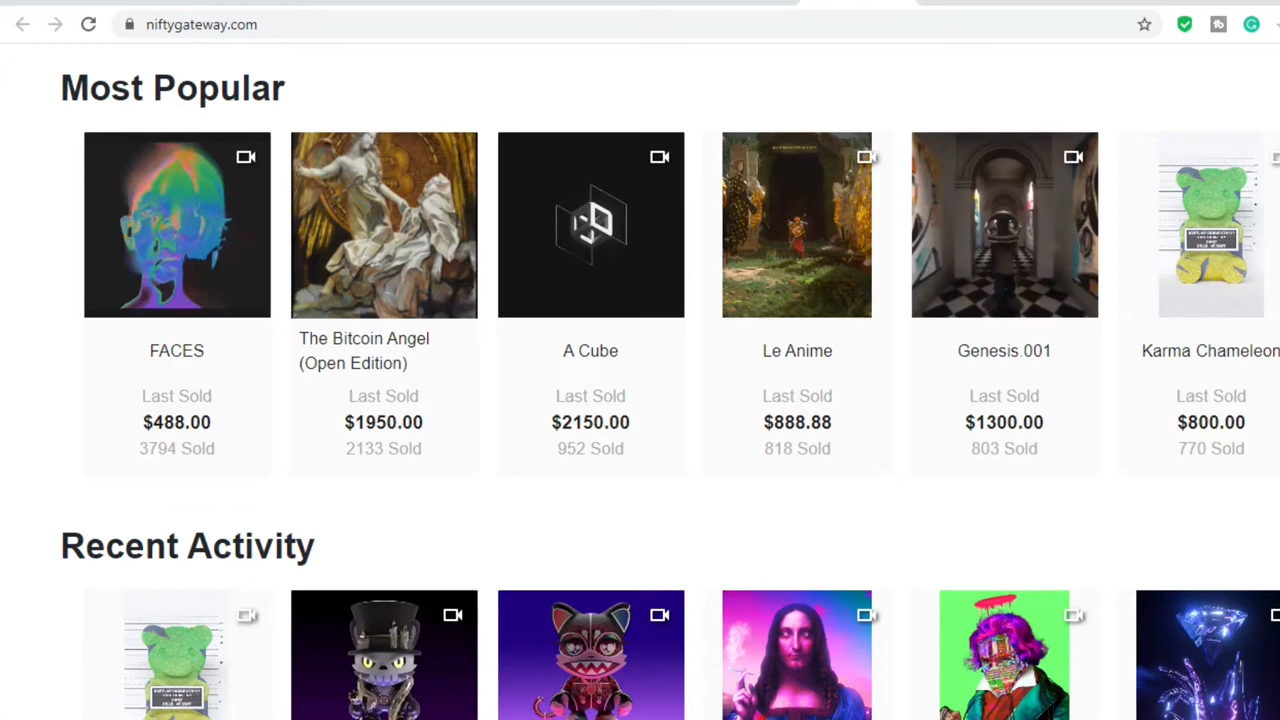 niftygateway.com
Most Popular
FACES
Last Sold
$488.00
3794 Sold
The Bitcoin Angel
(Open Edition)
Last Sold
$1950.00
2133 Sold
A Cube
Last Sold
$2150.00
952 Sold
Le Anime
Last Sold
$888.88
818 Sold
Genesis.001
Last Sold
$1300.00
803 Sold
Karma Chameleon
Last Sold
$800.00
770 Sold
Recent Activity